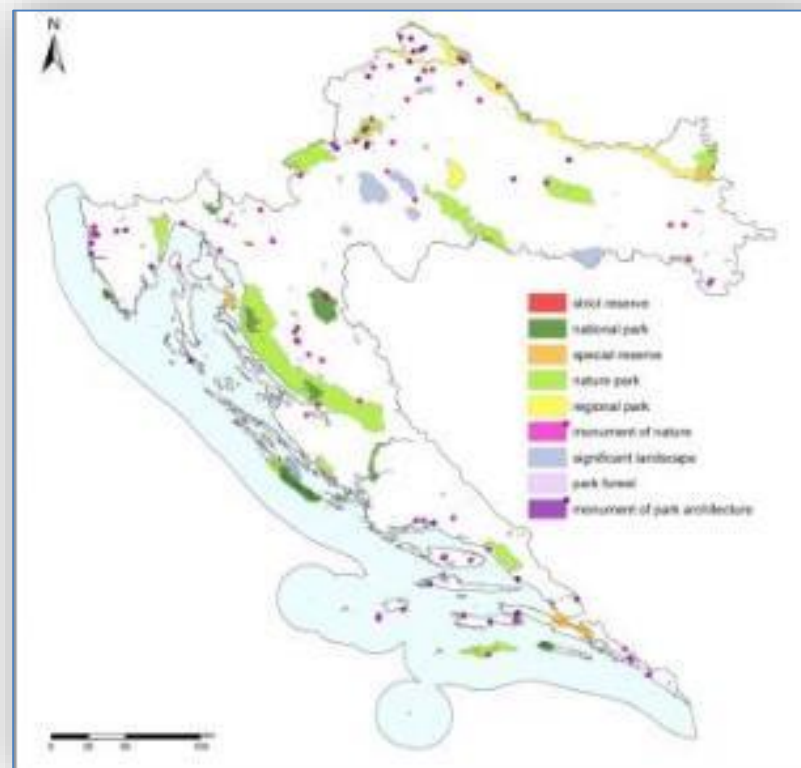 N
strict reserve
national park
special reserve
nature park
regional park
monument of nature
significant landscape
park forest
monument of park architecture
0